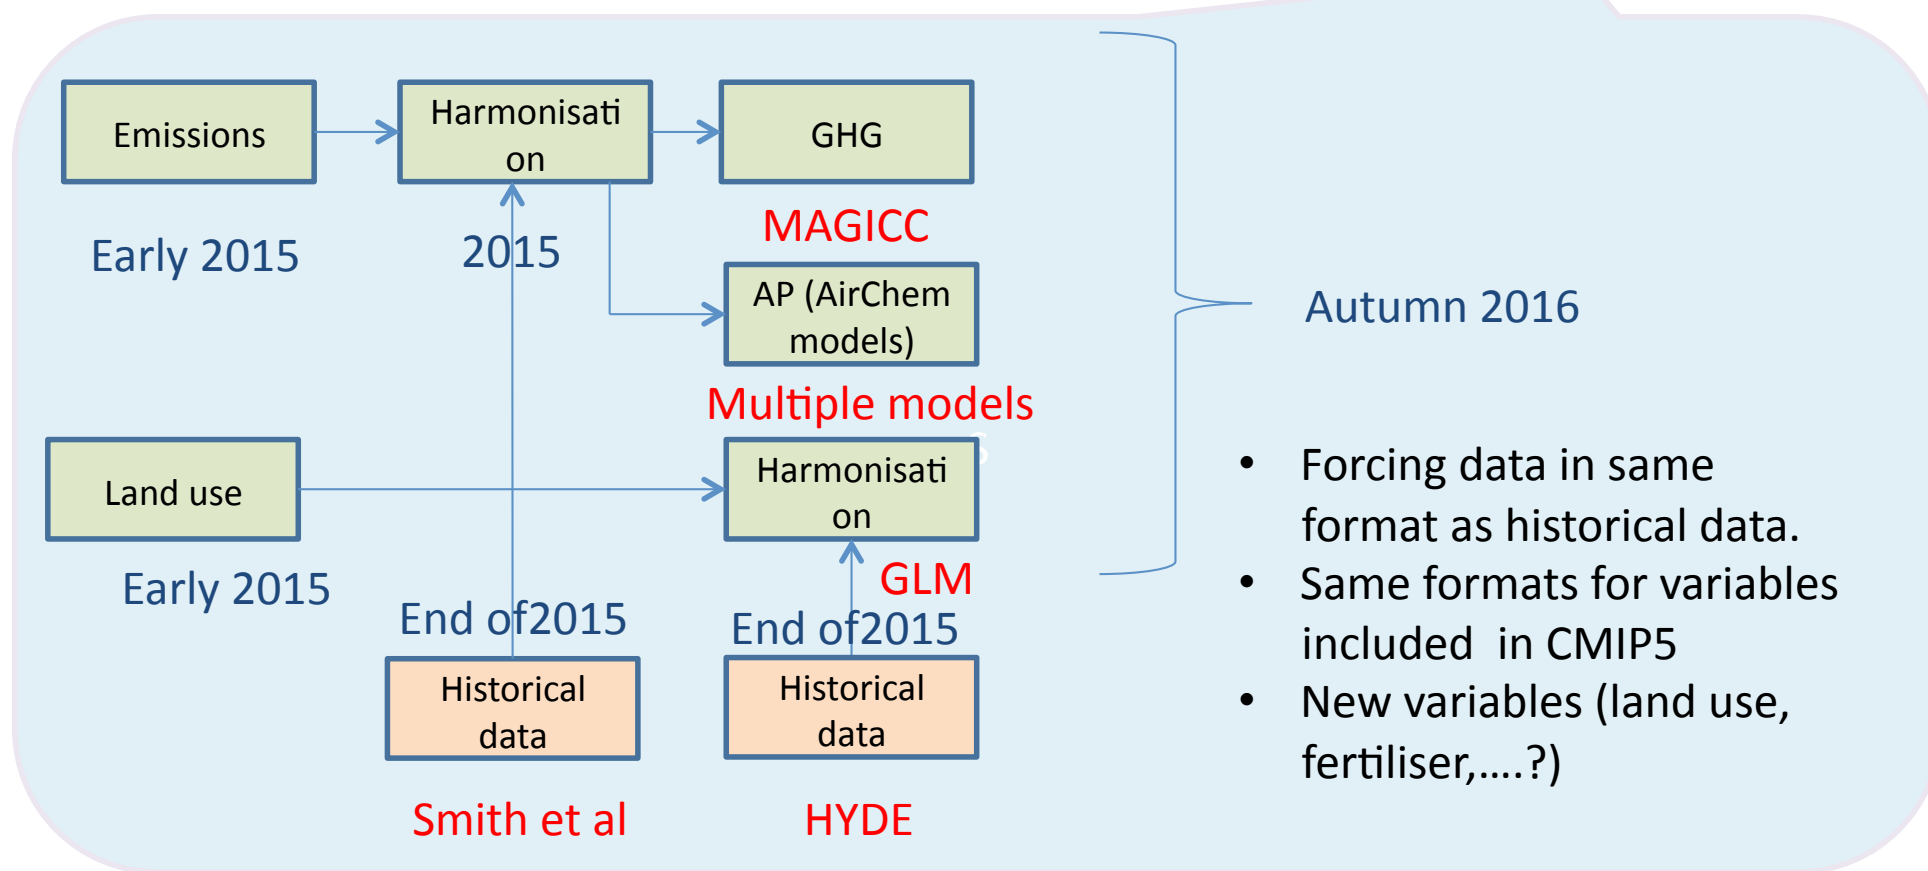 Emissions
Harmonisati
on
GHG
MAGICC
Early 2015
2015
AP (AirChem
models)
Autumn 2016
Multiple models
s
Land use
Harmonisati
on
GLM
Early 2015
End of2015
End of2015
Historical
data
Historical
data
Smith et al
HYDE
• Forcing data in same
format as historical data.
• Same formats for variables
included in CMIP5
• New variables (land use,
fertiliser,....?)